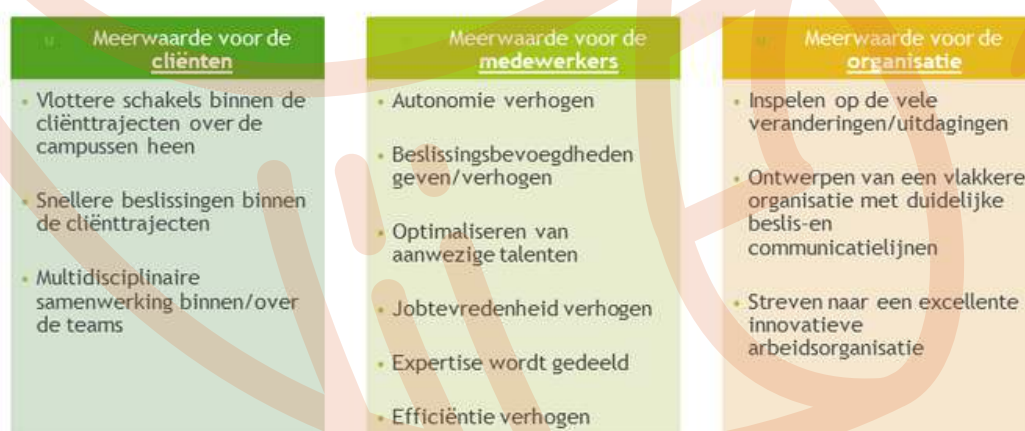 Meerwaarde voor de
cliënten
• Vlottere schakels binnen de
cliënttrajecten over de
campussen heen
• Snellere beslissingen binnen
de cliënttrajecten
• Multidisciplinaire
samenwerking binnen/over
de teams
Meerwaarde voor de
medewerkers
• Autonomie verhogen
• Beslissingsbevoegdheden
geven/verhogen
• Optimaliseren van
aanwezige talenten
• Jobtevredenheid verhogen
• Expertise wordt gedeeld
• Efficiëntie verhogen
Meerwaarde voor de
organisatie
• Inspelen op de vele
veranderingen/uitdagingen
• Ontwerpen van een vlakkere
organisatie met duidelijke
beslis-en
communicatielijnen
• Streven naar een excellente
innovatieve
arbeidsorganisatie